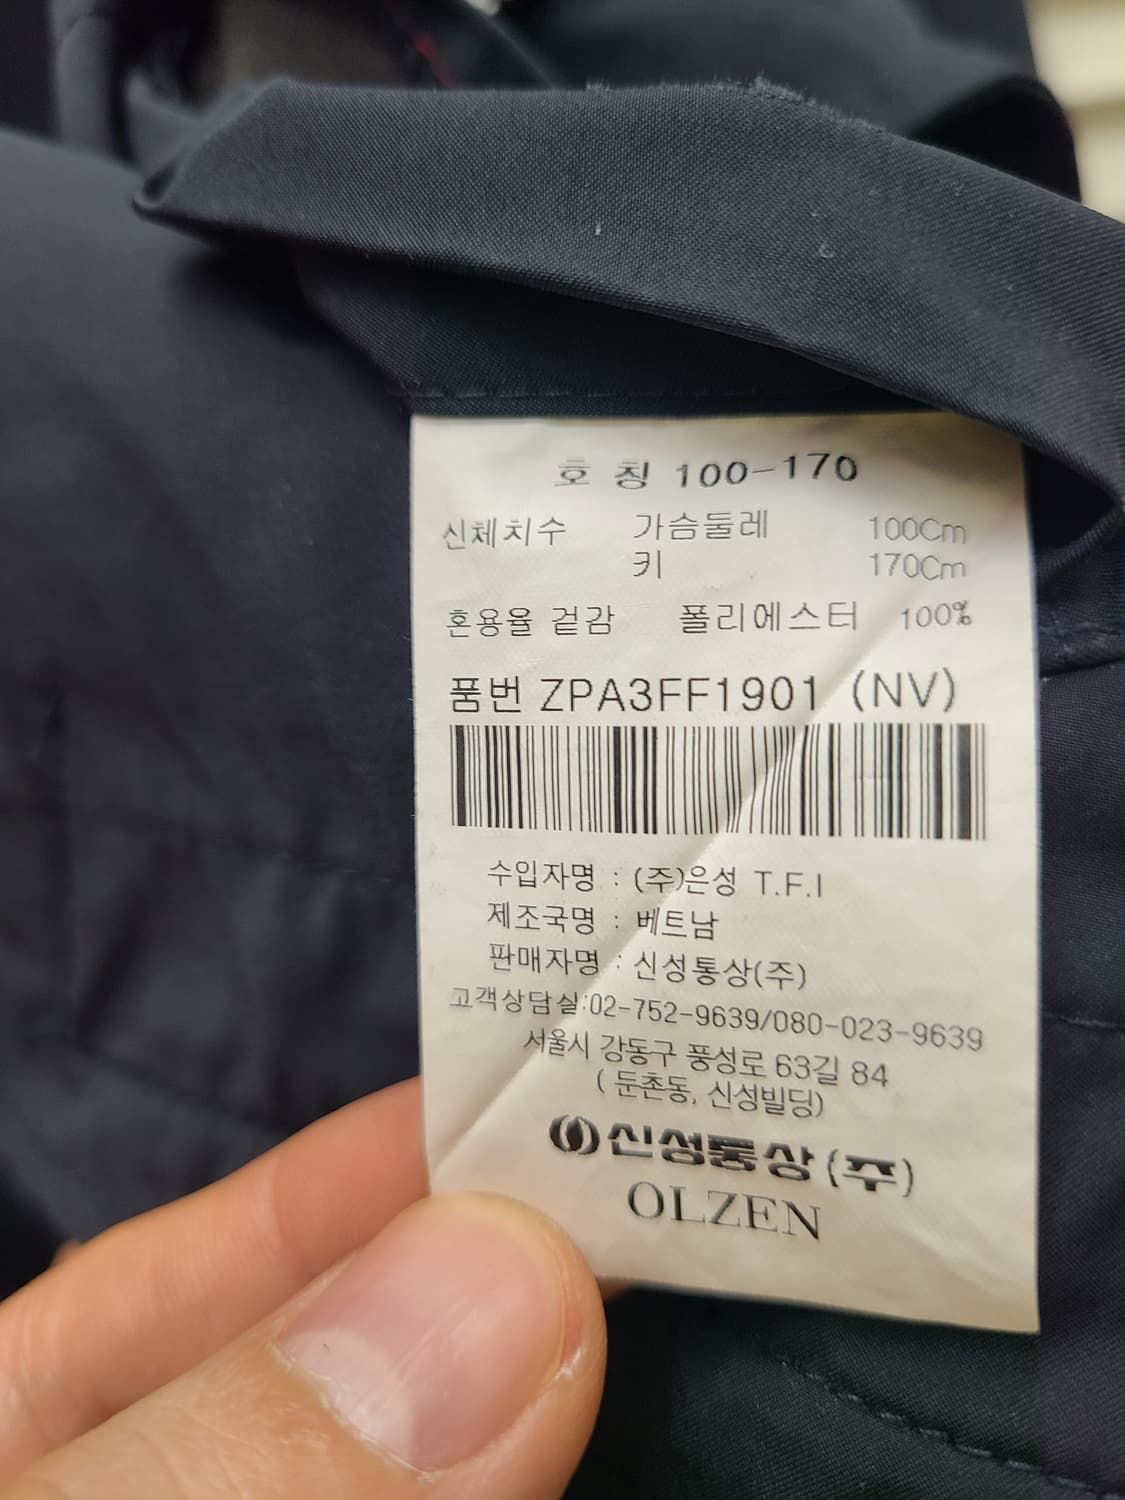 호 칭 100-170
신체치수 가슴둘레 100Cm
키 170Cm
혼용율 겉감 폴리에스터 100%
품번 ZPA3FF1901 (NV)
수입자명 : (주)은성 T.F.I
제조국명 : 베트남
판매자명 : 신성통상(주)
고객상담실:02-752-9639/080-023-9639
서울시 강동구 풍성로 63길 84
( 둔촌동, 신성빌딩)
신성통상(주)
OLZEN